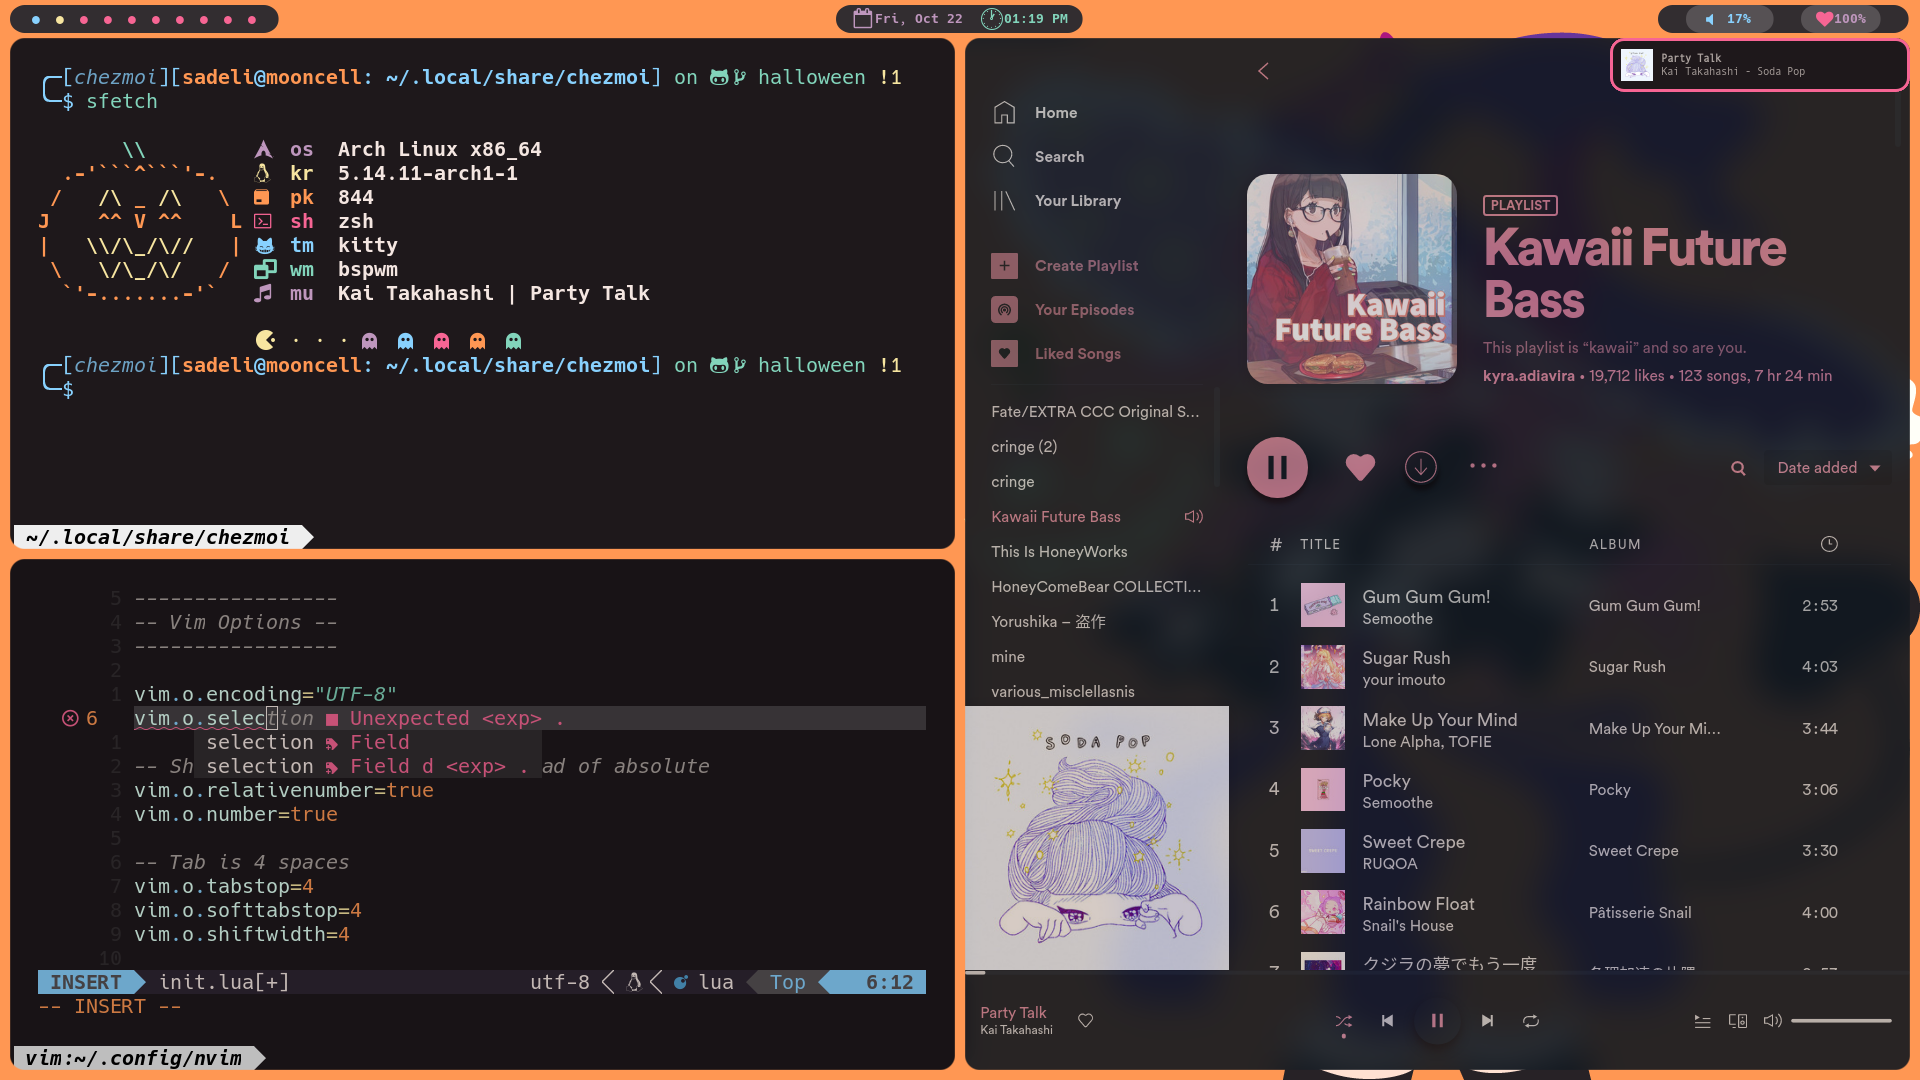 Fri, Oct 22
01:19 PM
17%
100%
[chezmoi][sadeli@mooncell: ~/.local/share/chezmoi] on halloween !1
$ sfetch
os Arch Linux x86_64
kr 5.14.11-arch1-1
pk 844
sh zsh
tm kitty
wm bspwm
mu Kai Takahashi | Party Talk
[chezmoi][sadeli@mooncell: ~/.local/share/chezmoi] on halloween !1
$
~/.local/share/chezmoi
5 -----------------
4 -- Vim Options --
3 -----------------
2
1 vim.o.encoding="UTF-8"
6 vim.o.selection ■ Unexpected <exp> .
1 selection Field
2 -- Sh selection Field d <exp> . ad of absolute
3 vim.o.relativenumber=true
4 vim.o.number=true
5
6 -- Tab is 4 spaces
7 vim.o.tabstop=4
8 vim.o.softtabstop=4
9 vim.o.shiftwidth=4
10
INSERT init.lua[+] utf-8 lua Top 6:12
-- INSERT --
vim:~/.config/nvim
Party Talk
Kai Takahashi - Soda Pop
Home
Search
Your Library
Create Playlist
Your Episodes
Liked Songs
Fate/EXTRA CCC Original S...
cringe (2)
cringe
Kawaii Future Bass
This Is HoneyWorks
HoneyComeBear COLLECTI...
Yorushika – 盗作
mine
various_misclellasnis
SODA POP
Kawaii
Future Bass
PLAYLIST
Kawaii Future
Bass
This playlist is “kawaii” and so are you.
kyra.adiavira • 19,712 likes • 123 songs, 7 hr 24 min
Date added
# TITLE ALBUM
1 Gum Gum Gum! Gum Gum Gum! 2:53
Semoothe
2 Sugar Rush Sugar Rush 4:03
your imouto
3 Make Up Your Mind Make Up Your Mi... 3:44
Lone Alpha, TOFIE
4 Pocky Pocky 3:06
Semoothe
5 Sweet Crepe Sweet Crepe 3:30
RUQOA
6 Rainbow Float Pâtisserie Snail 4:00
Snail's House
クジラの夢でもう一度
Party Talk
Kai Takahashi